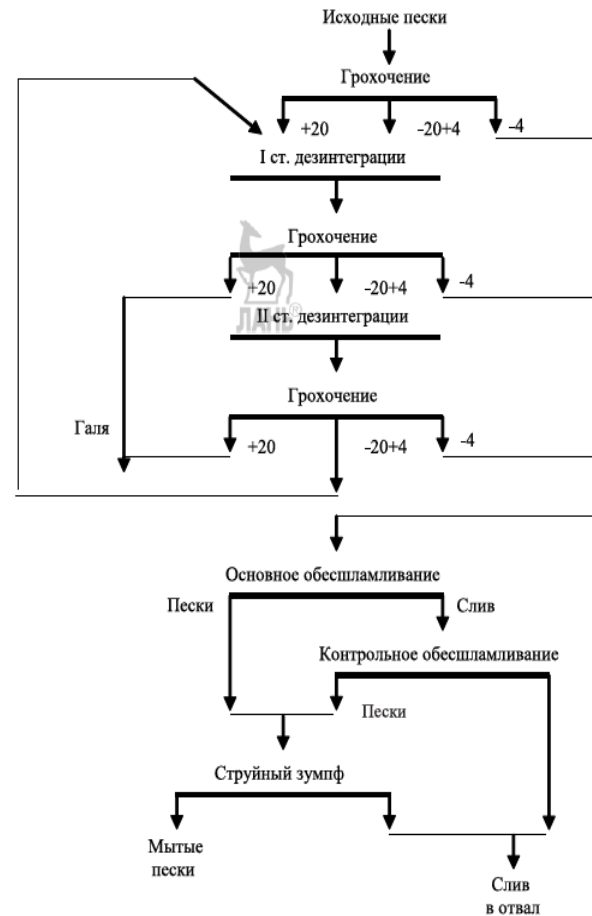 Исходные пески
Грохочение
+20 -20+4 -4
I ст. дезинтеграции
Грохочение
+20 -20+4 -4
ЛАНЬ®
II ст. дезинтеграции
Грохочение
Галя
+20 -20+4 -4
Основное обесшламливание
Пески Слив
Контрольное обесшламливание
Пески
Струйный зумпф
Мытые
пески
Слив
в отвал